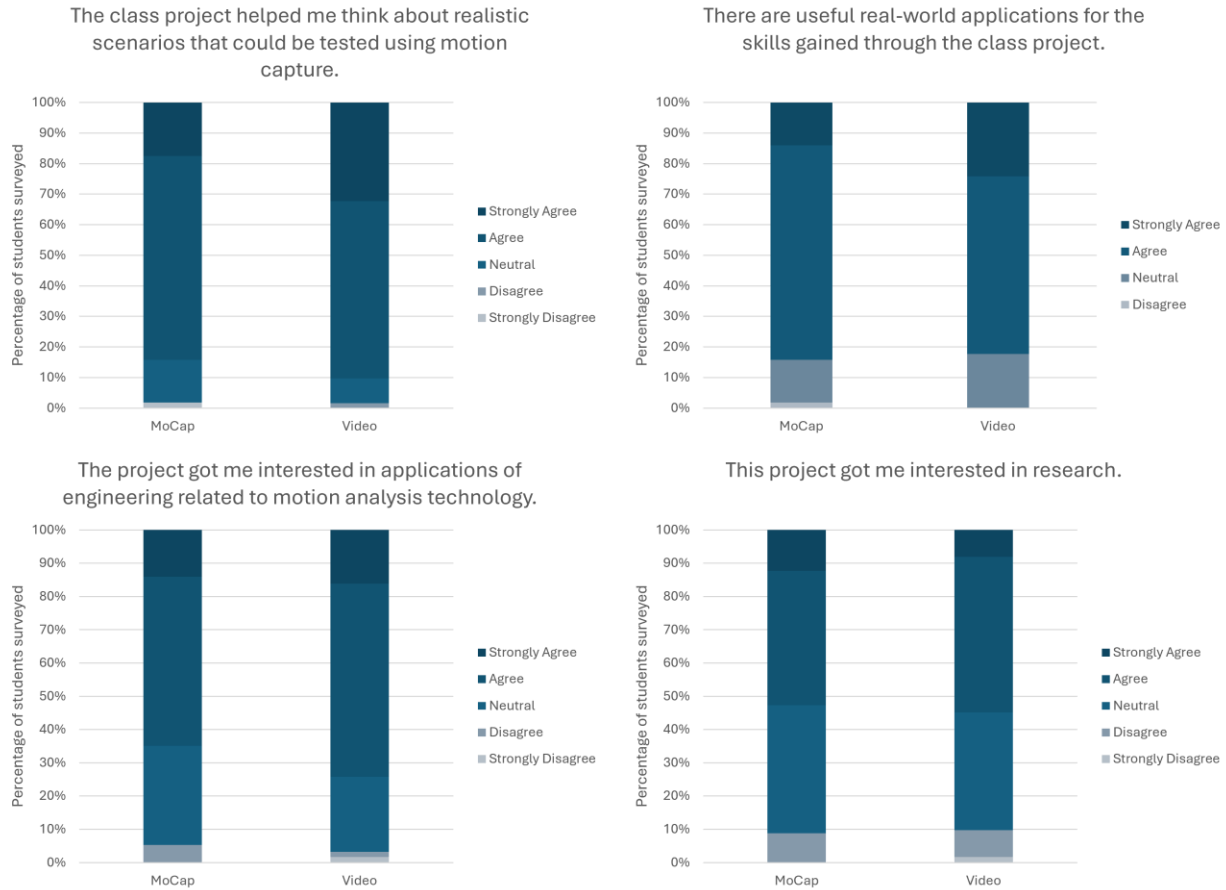 The class project helped me think about realistic
scenarios that could be tested using motion
capture.
100%
90%
80%
70%
60%
50%
40%
30%
20%
10%
0%
Percentage of students surveyed
MoCap
Video
Strongly Agree
Agree
Neutral
Disagree
Strongly Disagree
There are useful real-world applications for the
skills gained through the class project.
100%
90%
80%
70%
60%
50%
40%
30%
20%
10%
0%
Percentage of students surveyed
MoCap
Video
Strongly Agree
Agree
Neutral
Disagree
The project got me interested in applications of
engineering related to motion analysis technology.
100%
90%
80%
70%
60%
50%
40%
30%
20%
10%
0%
Percentage of students surveyed
MoCap
Video
Strongly Agree
Agree
Neutral
Disagree
Strongly Disagree
This project got me interested in research.
100%
90%
80%
70%
60%
50%
40%
30%
20%
10%
0%
Percentage of students surveyed
MoCap
Video
Strongly Agree
Agree
Neutral
Disagree
Strongly Disagree